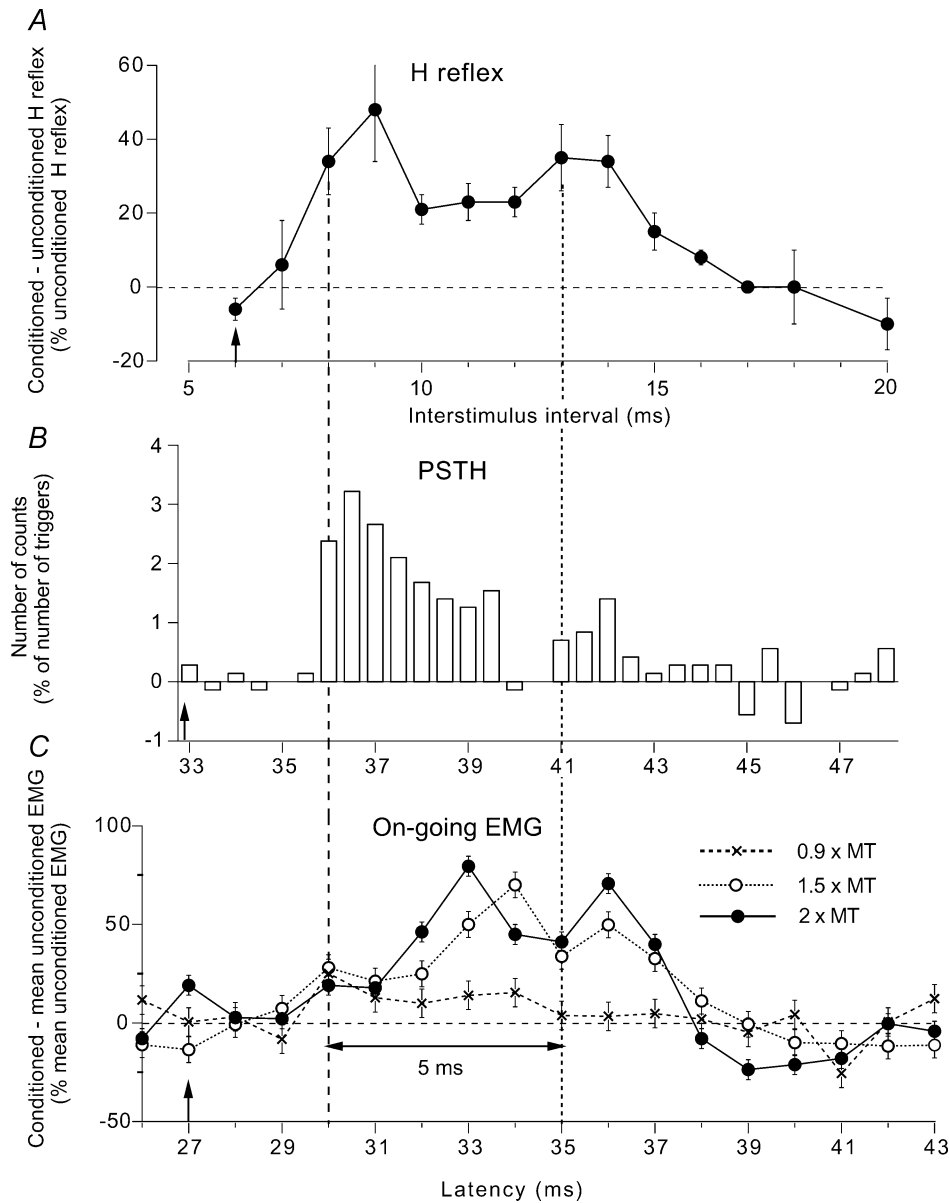 A
H reflex
Conditioned - unconditioned H reflex
(% unconditioned H reflex)
60
40
20
0
-20
5
10
15
20
Interstimulus interval (ms)
B
PSTH
Number of counts
(% of number of triggers)
4
3
2
1
0
-1
33
35
37
39
41
43
45
47
C
On-going EMG
Conditioned - mean unconditioned EMG
(% mean unconditioned EMG)
100
50
0
-50
0.9 x MT
1.5 x MT
2 x MT
5 ms
27
29
31
33
35
37
39
41
43
Latency (ms)